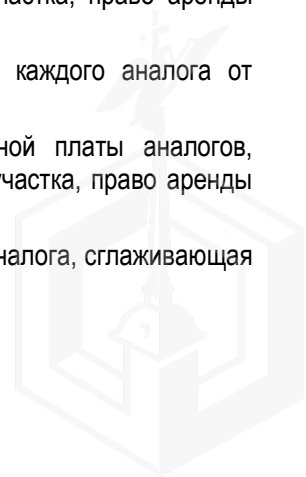 участка, право аренды
каждого аналога от
ной платы аналогов,
участка, право аренды
налога, сглаживающая